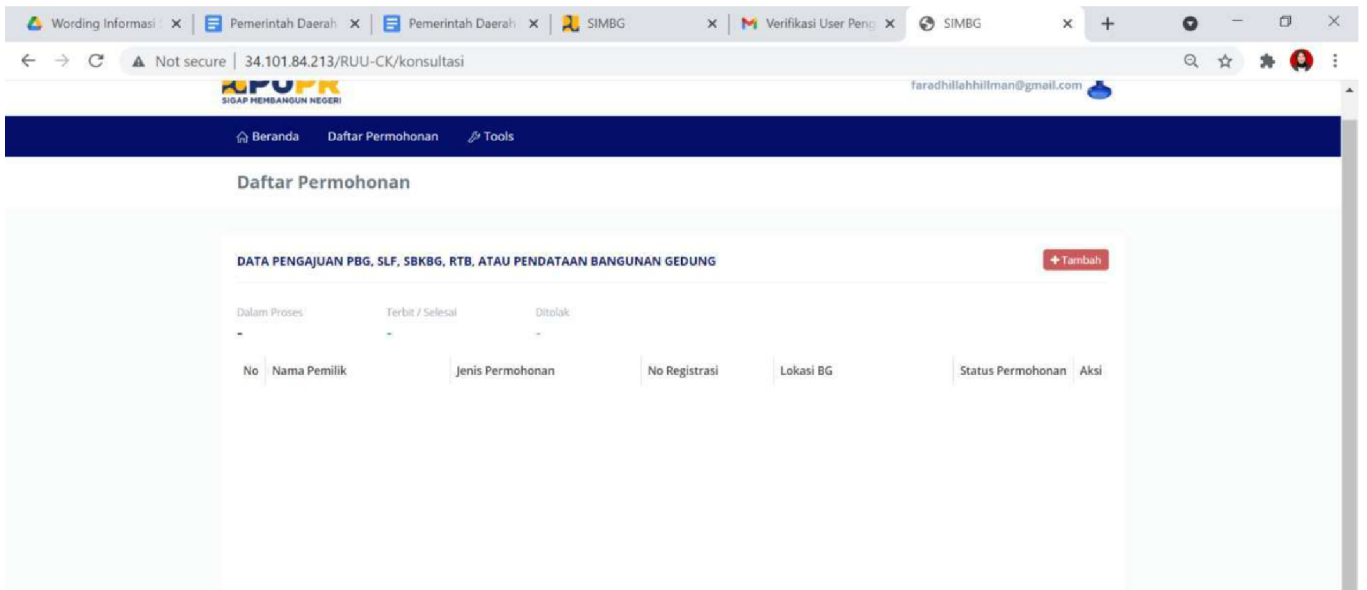 Wording Informasi S
Pemerintah Daerah
Pemerintah Daerah
SIMBG
Verifikasi User Peng
SIMBG
Not secure | 34.101.84.213/RUU-CK/konsultasi
PUPR
SIGAP MEMBANGUN NEGERI
faradhillahhillman@gmail.com
Beranda
Daftar Permohonan
Tools
Daftar Permohonan
DATA PENGAJUAN PBG, SLF, SBKBG, RTB, ATAU PENDATAAN BANGUNAN GEDUNG
+Tambah
Dalam Proses
Terbit / Selesai
Ditolak
-
-
-
No
Nama Pemilik
Jenis Permohonan
No Registrasi
Lokasi BG
Status Permohonan
Aksi